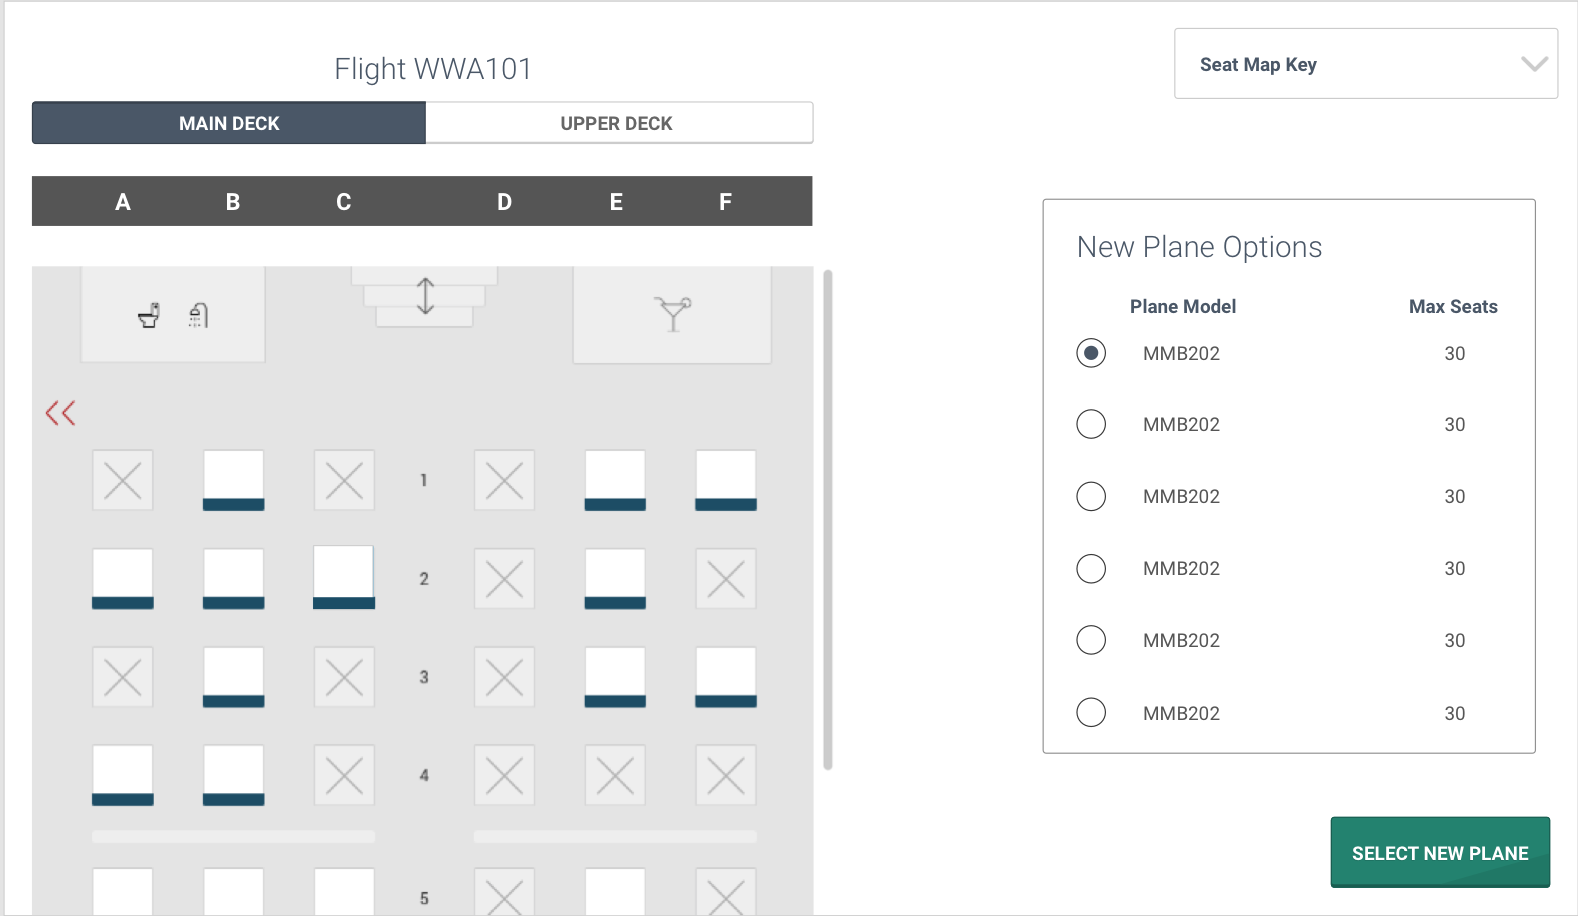 Flight WWA101
Seat Map Key
MAIN DECK UPPER DECK
A B C D E F
1
2
3
4
5
New Plane Options
Plane Model Max Seats
MMB202 30
MMB202 30
MMB202 30
MMB202 30
MMB202 30
MMB202 30
SELECT NEW PLANE